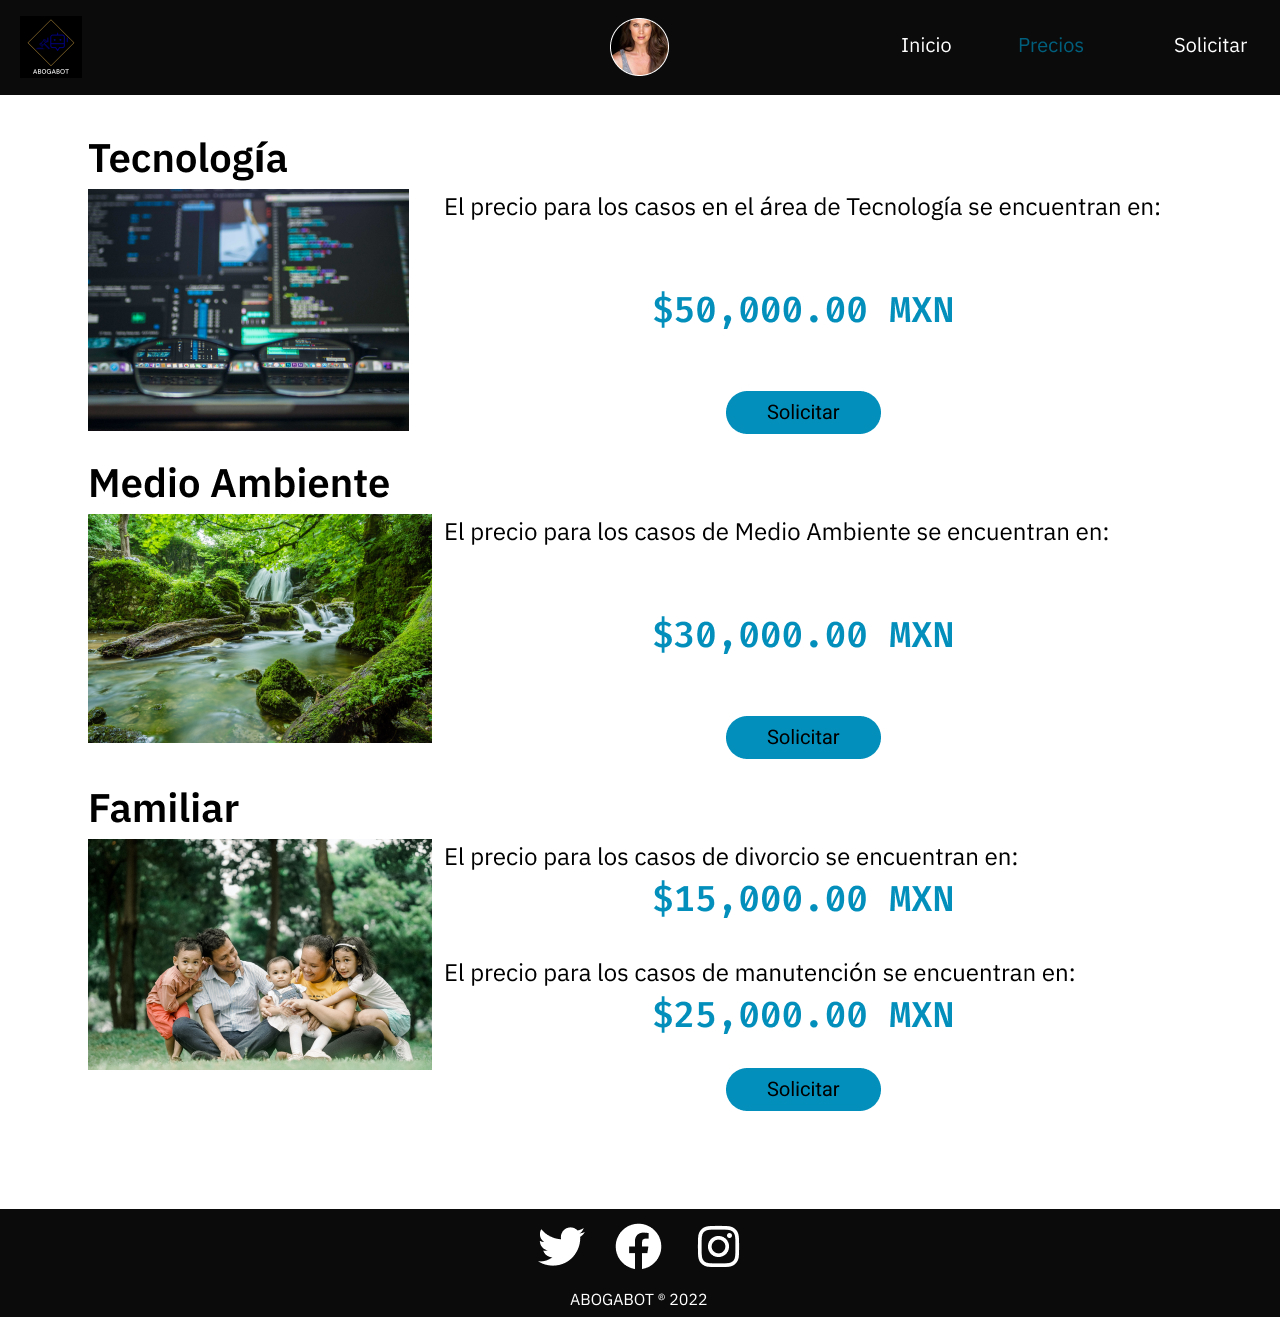 ABOGABOT
Inicio
Precios
Solicitar
Tecnología
El precio para los casos en el área de Tecnología se encuentran en:
$50,000.00 MXN
Solicitar
Medio Ambiente
El precio para los casos de Medio Ambiente se encuentran en:
$30,000.00 MXN
Solicitar
Familiar
El precio para los casos de divorcio se encuentran en:
$15,000.00 MXN
El precio para los casos de manutención se encuentran en:
$25,000.00 MXN
Solicitar
ABOGABOT ® 2022